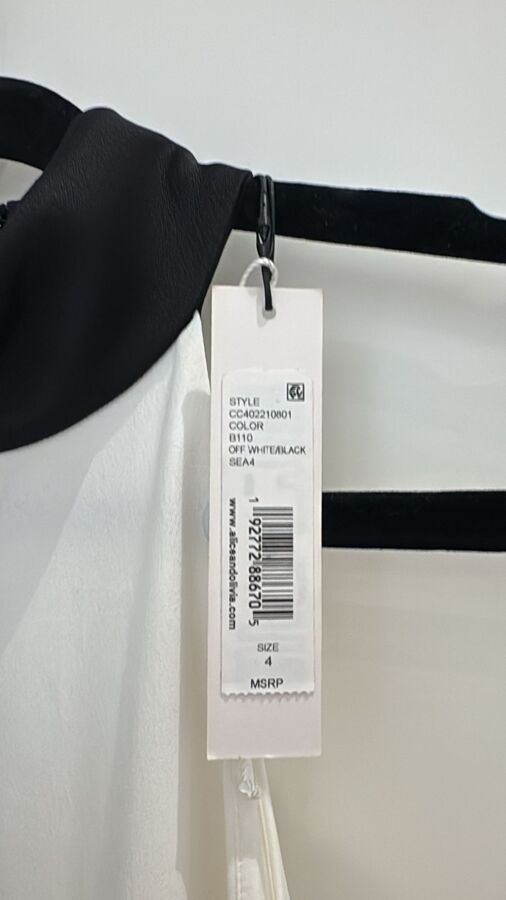 STYLE
CC402210801
COLOR
B110
OFF WHITE/BLACK
SEA4
1 92772 88670 5
www.aliceandolivia.com
SIZE
4
MSRP